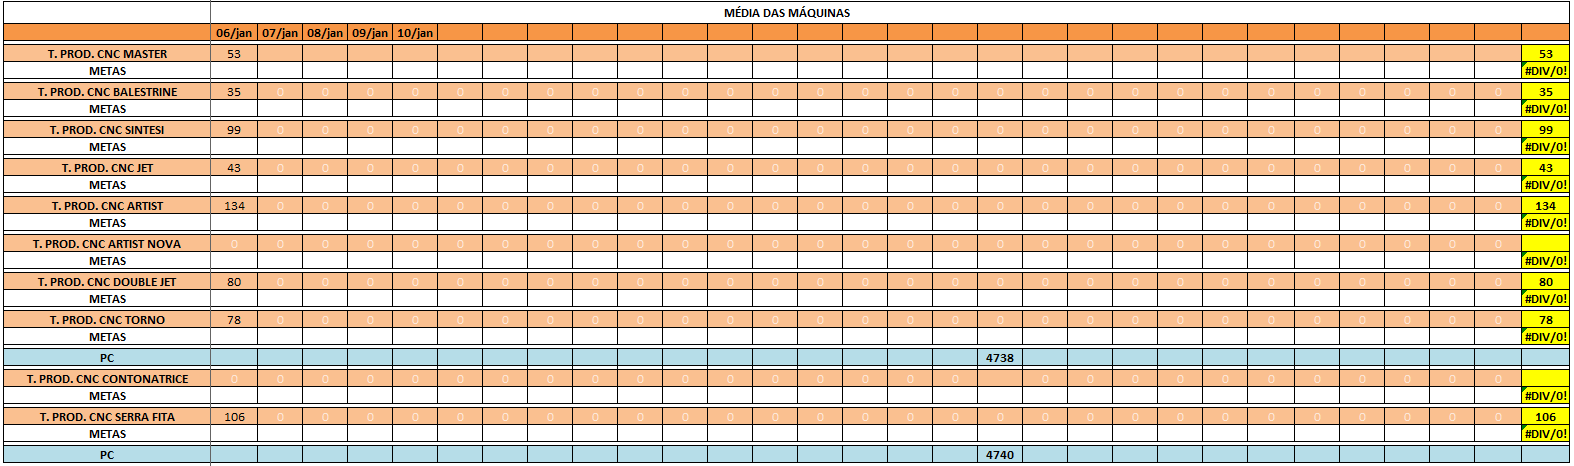 MÉDIA DAS MÁQUINAS
06/jan 07/jan 08/jan 09/jan 10/jan
T. PROD. CNC MASTER 53 53
METAS #DIV/0!
T. PROD. CNC BALESTRINE 35 0 0 0 0 0 0 0 0 0 0 0 0 0 0 0 0 0 0 0 0 0 0 0 0 0 0 0 0 35
METAS #DIV/0!
T. PROD. CNC SINTESI 99 0 0 0 0 0 0 0 0 0 0 0 0 0 0 0 0 0 0 0 0 0 0 0 0 0 0 0 0 99
METAS #DIV/0!
T. PROD. CNC JET 43 0 0 0 0 0 0 0 0 0 0 0 0 0 0 0 0 0 0 0 0 0 0 0 0 0 0 0 0 43
METAS #DIV/0!
T. PROD. CNC ARTIST 134 0 0 0 0 0 0 0 0 0 0 0 0 0 0 0 0 0 0 0 0 0 0 0 0 0 0 0 0 134
METAS #DIV/0!
T. PROD. CNC ARTIST NOVA 0 0 0 0 0 0 0 0 0 0 0 0 0 0 0 0 0 0 0 0 0 0 0 0 0 0 0 0 0
METAS #DIV/0!
T. PROD. CNC DOUBLE JET 80 0 0 0 0 0 0 0 0 0 0 0 0 0 0 0 0 0 0 0 0 0 0 0 0 0 0 0 0 80
METAS #DIV/0!
T. PROD. CNC TORNO 78 0 0 0 0 0 0 0 0 0 0 0 0 0 0 0 0 0 0 0 0 0 0 0 0 0 0 0 0 78
METAS #DIV/0!
PC 4738
T. PROD. CNC CONTONATRICE 0 0 0 0 0 0 0 0 0 0 0 0 0 0 0 0 0 0 0 0 0 0 0 0 0 0 0 0
METAS #DIV/0!
T. PROD. CNC SERRA FITA 106 0 0 0 0 0 0 0 0 0 0 0 0 0 0 0 0 0 0 0 0 0 0 0 0 0 0 0 0 106
METAS #DIV/0!
PC 4740